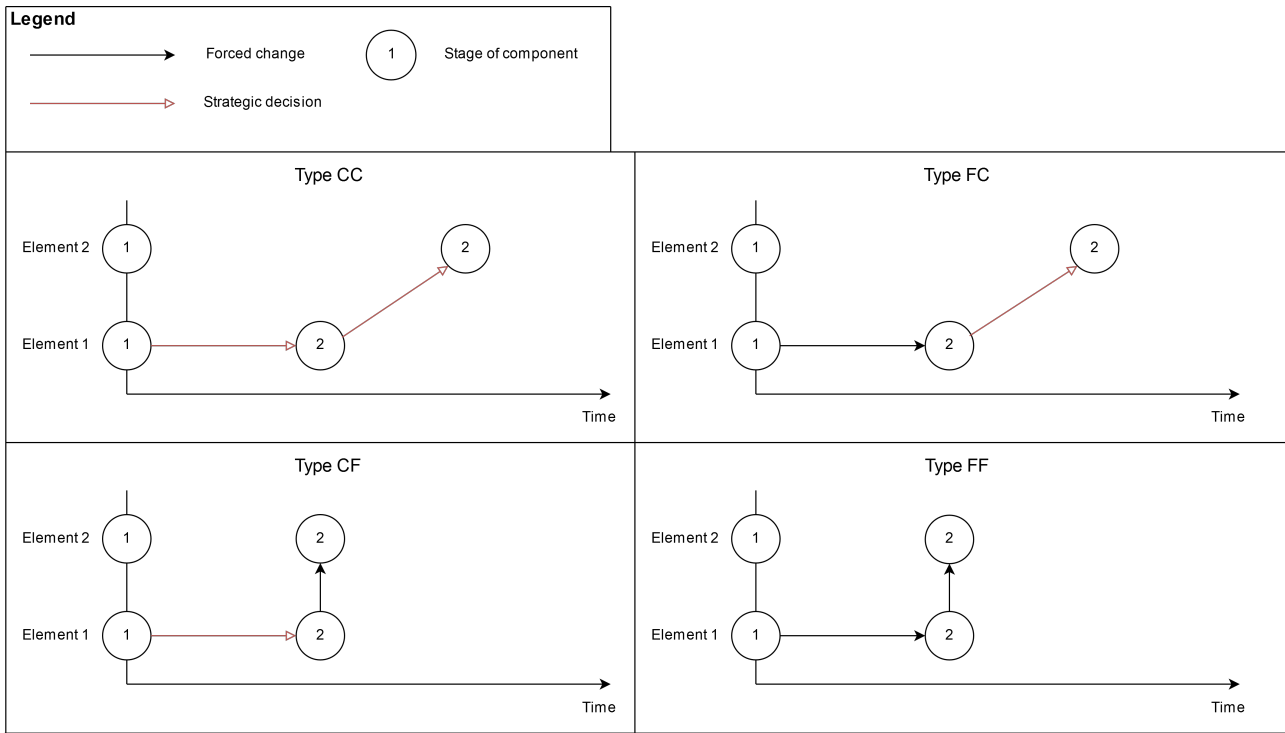 Legend
Forced change
1
Stage of component
Strategic decision
Type CC
Element 2
1
2
Element 1
1
2
Time
Type FC
Element 2
1
2
Element 1
1
2
Time
Type CF
Element 2
1
2
Element 1
1
2
Time
Type FF
Element 2
1
2
Element 1
1
2
Time